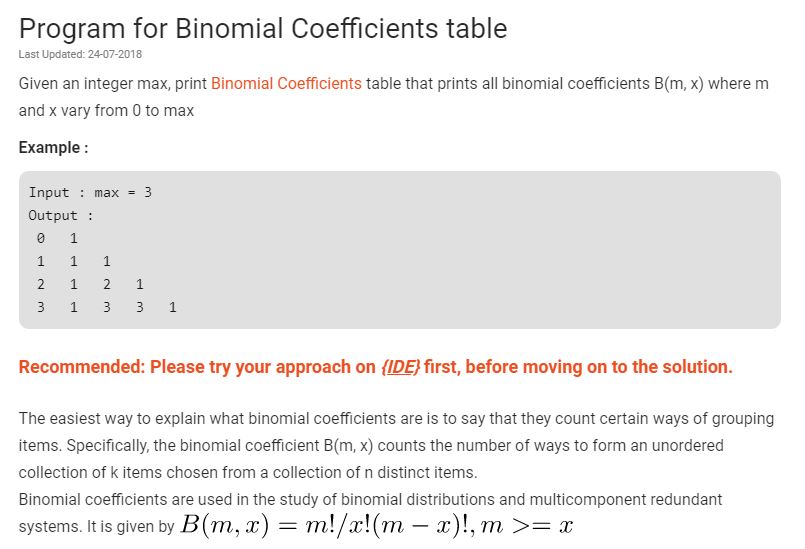 Program for Binomial Coefficients table
Last Updated: 24-07-2018
Given an integer max, print Binomial Coefficients table that prints all binomial coefficients B(m, x) where m
and x vary from 0 to max
Example :
Input : max = 3
Output :
0 1
1 1 1
2 1 2 1
3 1 3 3 1
Recommended: Please try your approach on {IDE} first, before moving on to the solution.
The easiest way to explain what binomial coefficients are is to say that they count certain ways of grouping
items. Specifically, the binomial coefficient B(m, x) counts the number of ways to form an unordered
collection of k items chosen from a collection of n distinct items.
Binomial coefficients are used in the study of binomial distributions and multicomponent redundant
systems. It is given by B(m, x) = m!/x!(m − x)!, m >= x